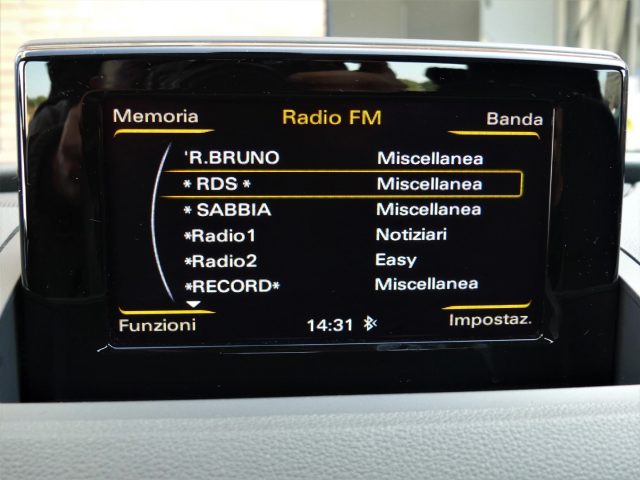 Memoria Radio FM Banda
'R.BRUNO Miscellanea
* RDS * Miscellanea
* SABBIA Miscellanea
*Radio1 Notiziari
*Radio2 Easy
*RECORD* Miscellanea
Funzioni 14:31 Impostaz.